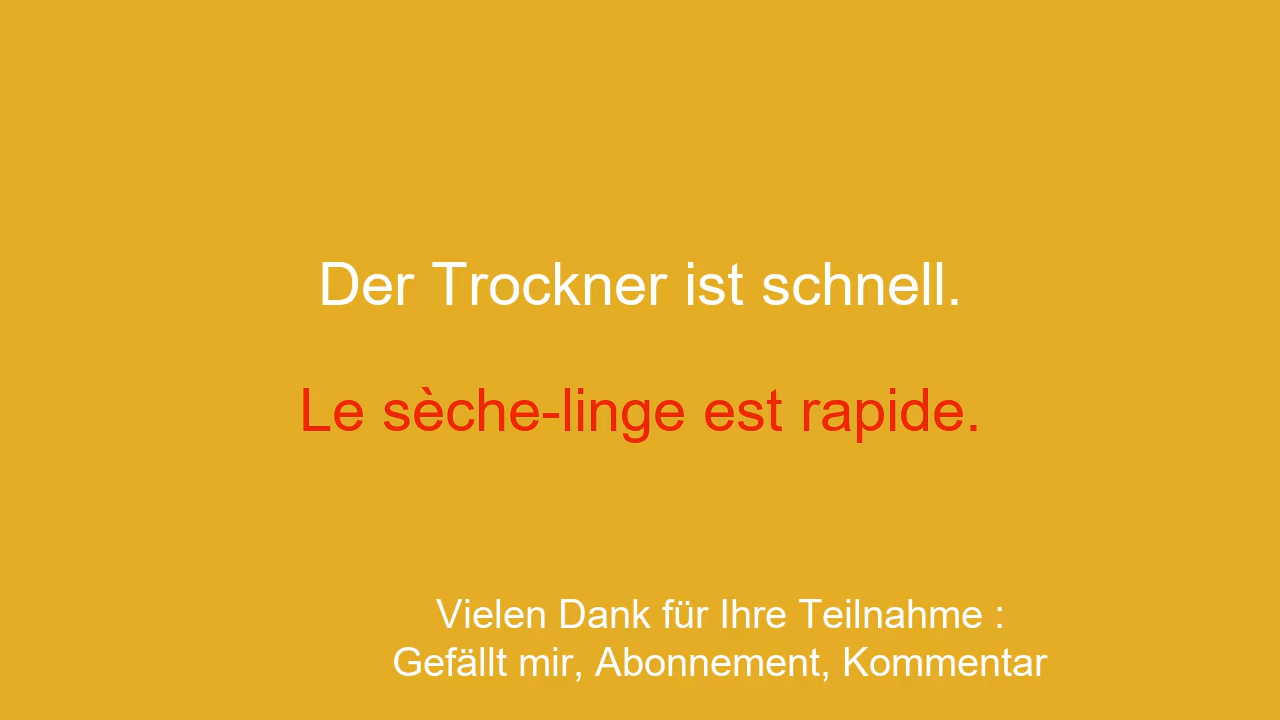 Der Trockner ist schnell.
Le sèche-linge est rapide.
Vielen Dank für Ihre Teilnahme :
Gefällt mir, Abonnement, Kommentar